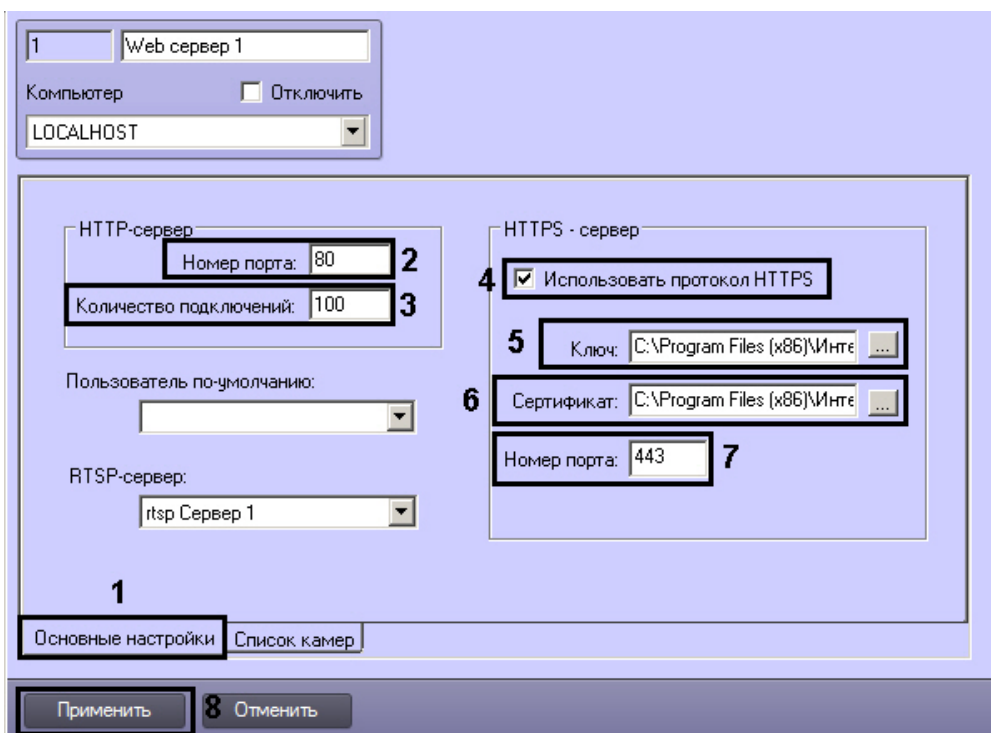 1 Web сервер 1
Компьютер Отключить
LOCALHOST
HTTP-сервер
Номер порта: 80 2
Количество подключений: 100 3
Пользователь по-умолчанию:
RTSP-сервер:
rtsp Сервер 1
HTTPS - сервер
4 Использовать протокол HTTPS
5 Ключ: C:\Program Files (x86)\Инте ...
6 Сертификат: C:\Program Files (x86)\Инте ...
Номер порта: 443 7
1
Основные настройки Список камер
Применить 8 Отменить